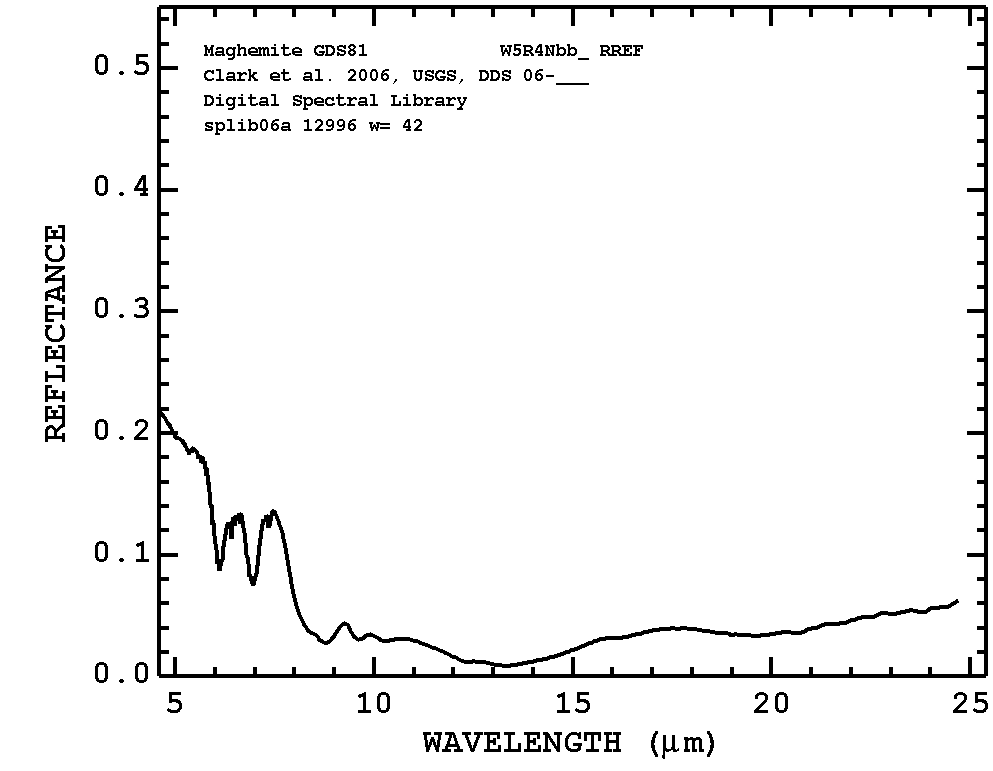 Maghemite GDS81 W5R4Nbb_ RREF
Clark et al. 2006, USGS, DDS 06-___
Digital Spectral Library
splib06a 12996 w= 42
REFLECTANCE
0.5
0.4
0.3
0.2
0.1
0.0
5 10 15 20 25
WAVELENGTH (μm)